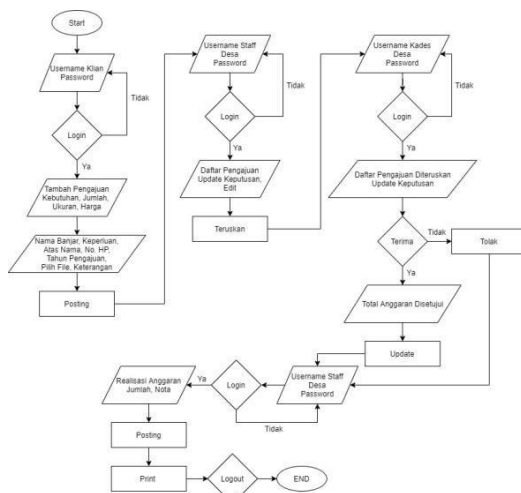 Start
Username Klian
Password
Tidak
Login
Ya
Tambah Pengajuan
Kebutuhan, Jumlah,
Ukuran, Harga
Nama Banjar, Keperluan,
Atas Nama, No. HP,
Tahun Pengajuan,
Pilih File, Keterangan
Posting
Username Staff
Desa
Password
Tidak
Login
Ya
Daftar Pengajuan
Update Keputusan,
Edit
Teruskan
Username Kades
Desa
Password
Tidak
Login
Ya
Daftar Pengajuan Diteruskan
Update Keputusan
Terima
Tidak
Tolak
Ya
Total Anggaran Disetujui
Update
Username Staff
Desa
Password
Login
Tidak
Ya
Realisasi Anggaran
Jumlah, Nota
Posting
Print
Logout
END